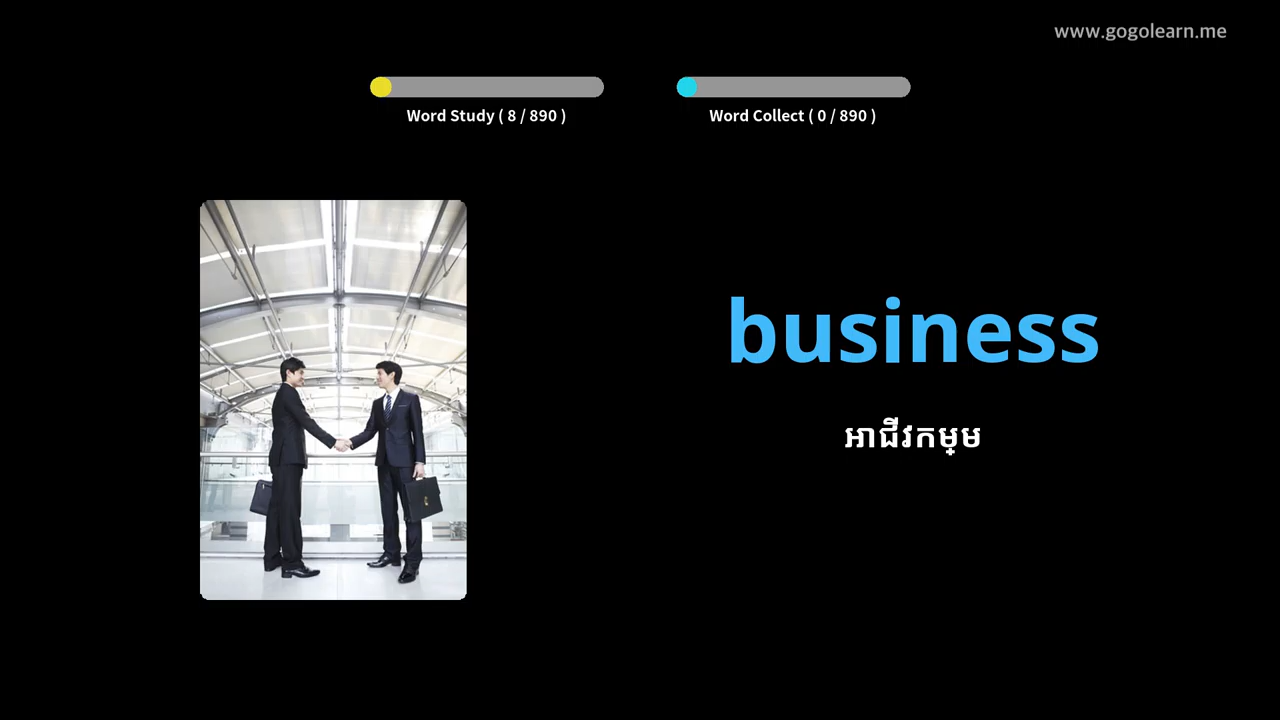 www.gogolearn.me
Word Study ( 8 / 890 )
Word Collect ( 0 / 890 )
business
អាជីវកម្ម